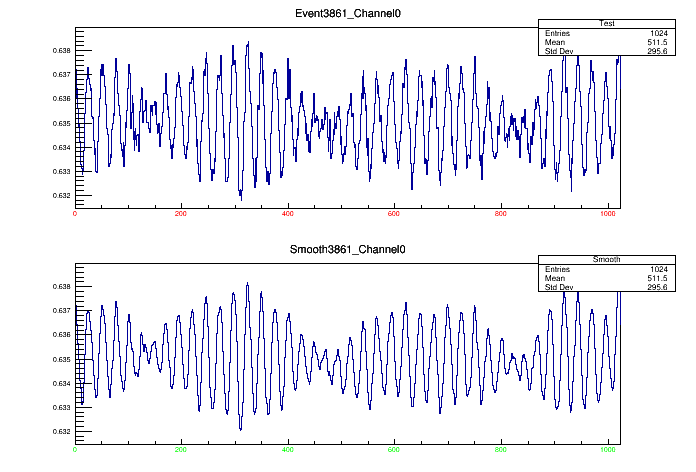 Event3861_Channel0
Test
Entries 1024
Mean 511.5
Std Dev 295.6
0.638
0.637
0.636
0.635
0.634
0.633
0.632
0 200 400 600 800 1000
Smooth3861_Channel0
Smooth
Entries 1024
Mean 511.5
Std Dev 295.6
0.638
0.637
0.636
0.635
0.634
0.633
0.632
0 200 400 600 800 1000